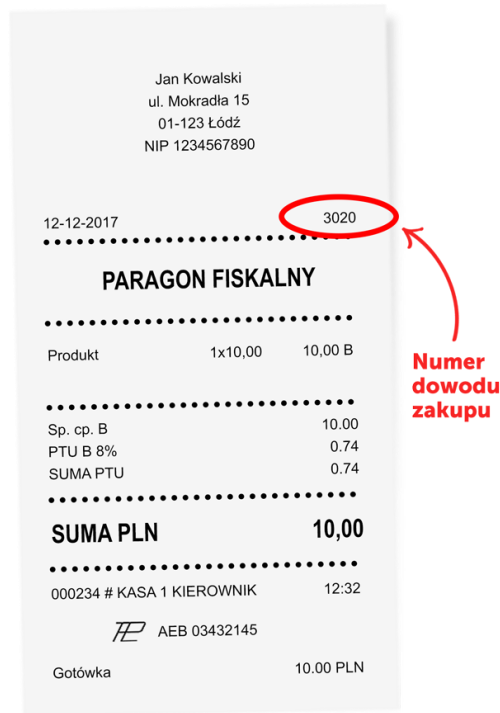 Jan Kowalski
ul. Mokradła 15
01-123 Łódź
NIP 1234567890
12-12-2017 3020
PARAGON FISKALNY
Produkt 1x10,00 10,00 B
Sp. cp. B 10.00
PTU B 8% 0.74
SUMA PTU 0.74
SUMA PLN 10,00
000234 # KASA 1 KIEROWNIK 12:32
AEB 03432145
Gotówka 10.00 PLN
Numer
dowodu
zakupu